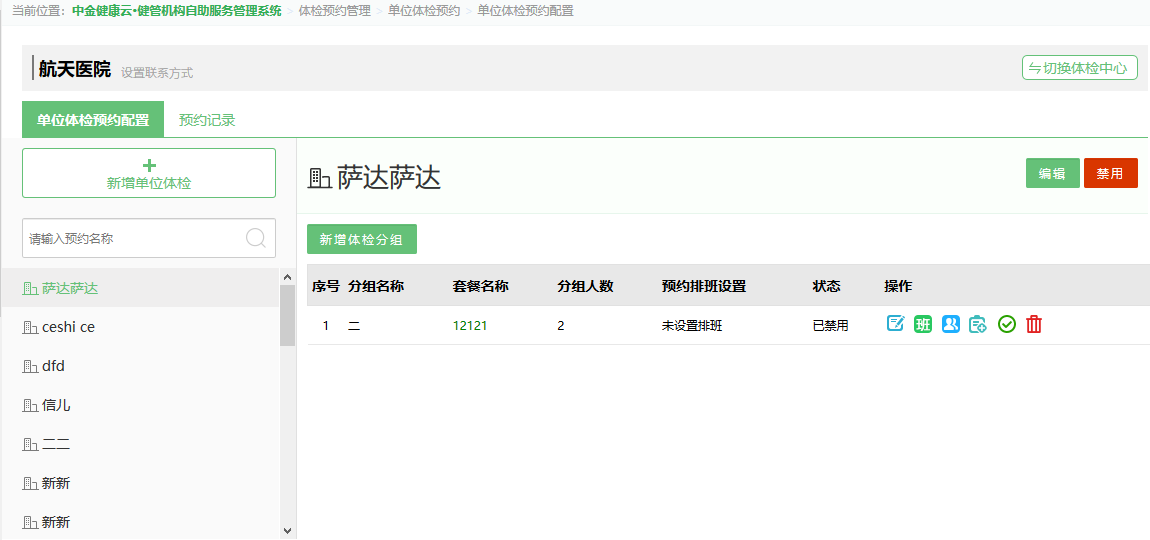 当前位置：中金健康云•健管机构自助服务管理系统 > 体检预约管理 > 单位体检预约 > 单位体检预约配置
航天医院 设置联系方式 切换体检中心
单位体检预约配置 预约记录
+
新增单位体检
萨达萨达 编辑 禁用
请输入预约名称
新增体检分组
萨达萨达
ceshi ce
dfd
信儿
二二
新新
新新
序号 分组名称 套餐名称 分组人数 预约排班设置 状态 操作
1 二 12121 2 未设置排班 已禁用 班